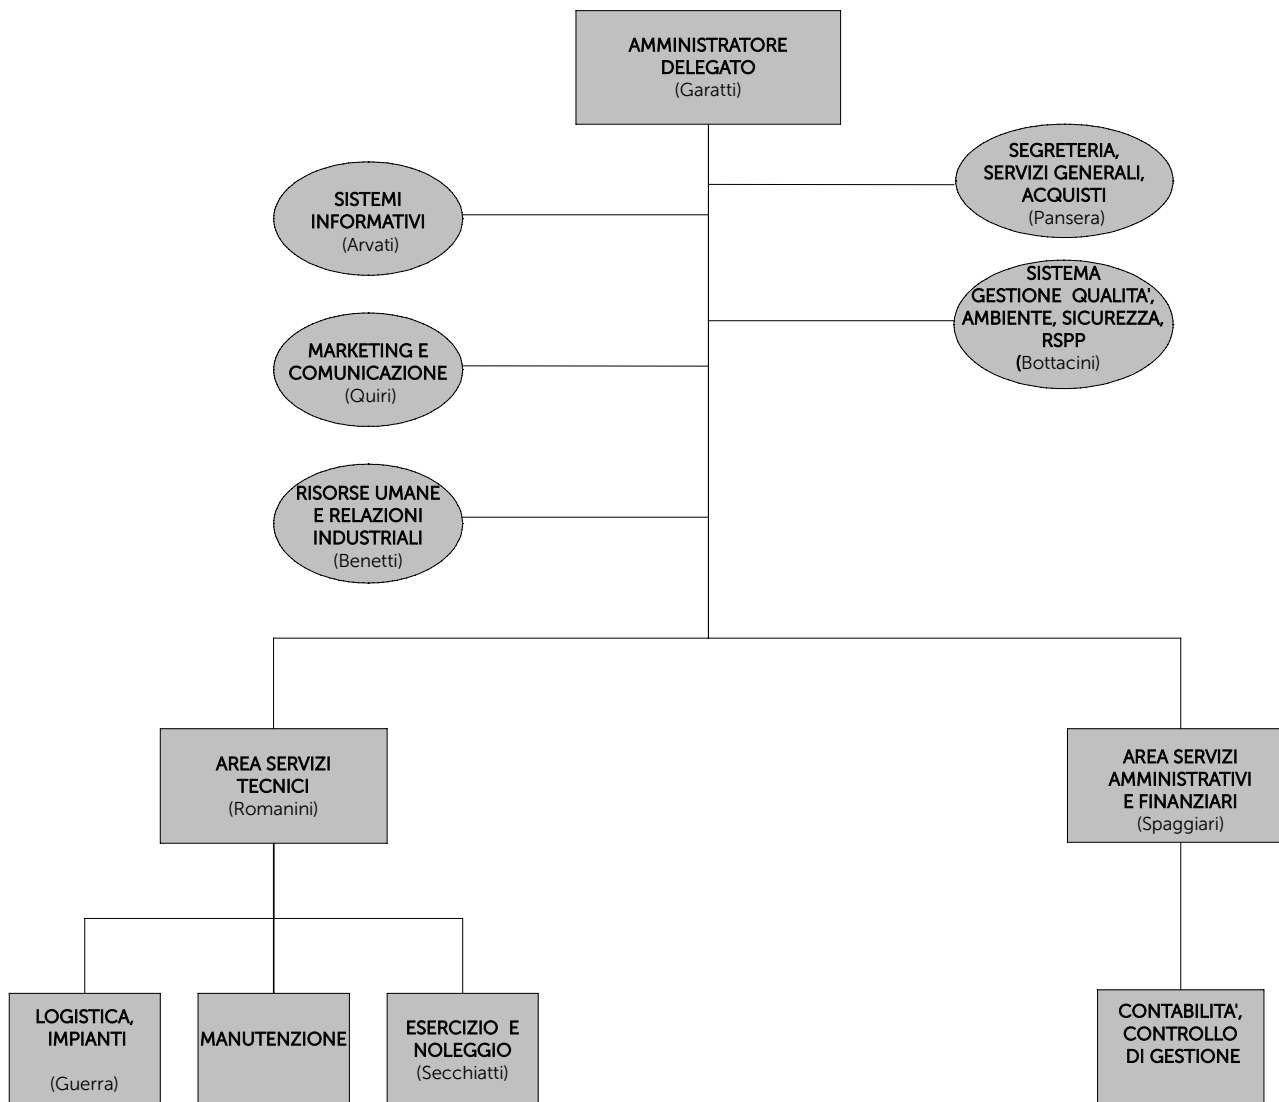 AMMINISTRATORE
DELEGATO
(Garatti)
SEGRETERIA,
SERVIZI GENERALI,
ACQUISTI
(Pansera)
SISTEMI
INFORMATIVI
(Arvati)
SISTEMA
GESTIONE QUALITA',
AMBIENTE, SICUREZZA,
RSPP
(Bottacini)
MARKETING E
COMUNICAZIONE
(Quiri)
RISORSE UMANE
E RELAZIONI
INDUSTRIALI
(Benetti)
AREA SERVIZI
TECNICI
(Romanini)
AREA SERVIZI
AMMINISTRATIVI
E FINANZIARI
(Spaggiari)
LOGISTICA,
IMPIANTI
(Guerra)
MANUTENZIONE
ESERCIZIO E
NOLEGGIO
(Secchiatti)
CONTABILITA',
CONTROLLO
DI GESTIONE